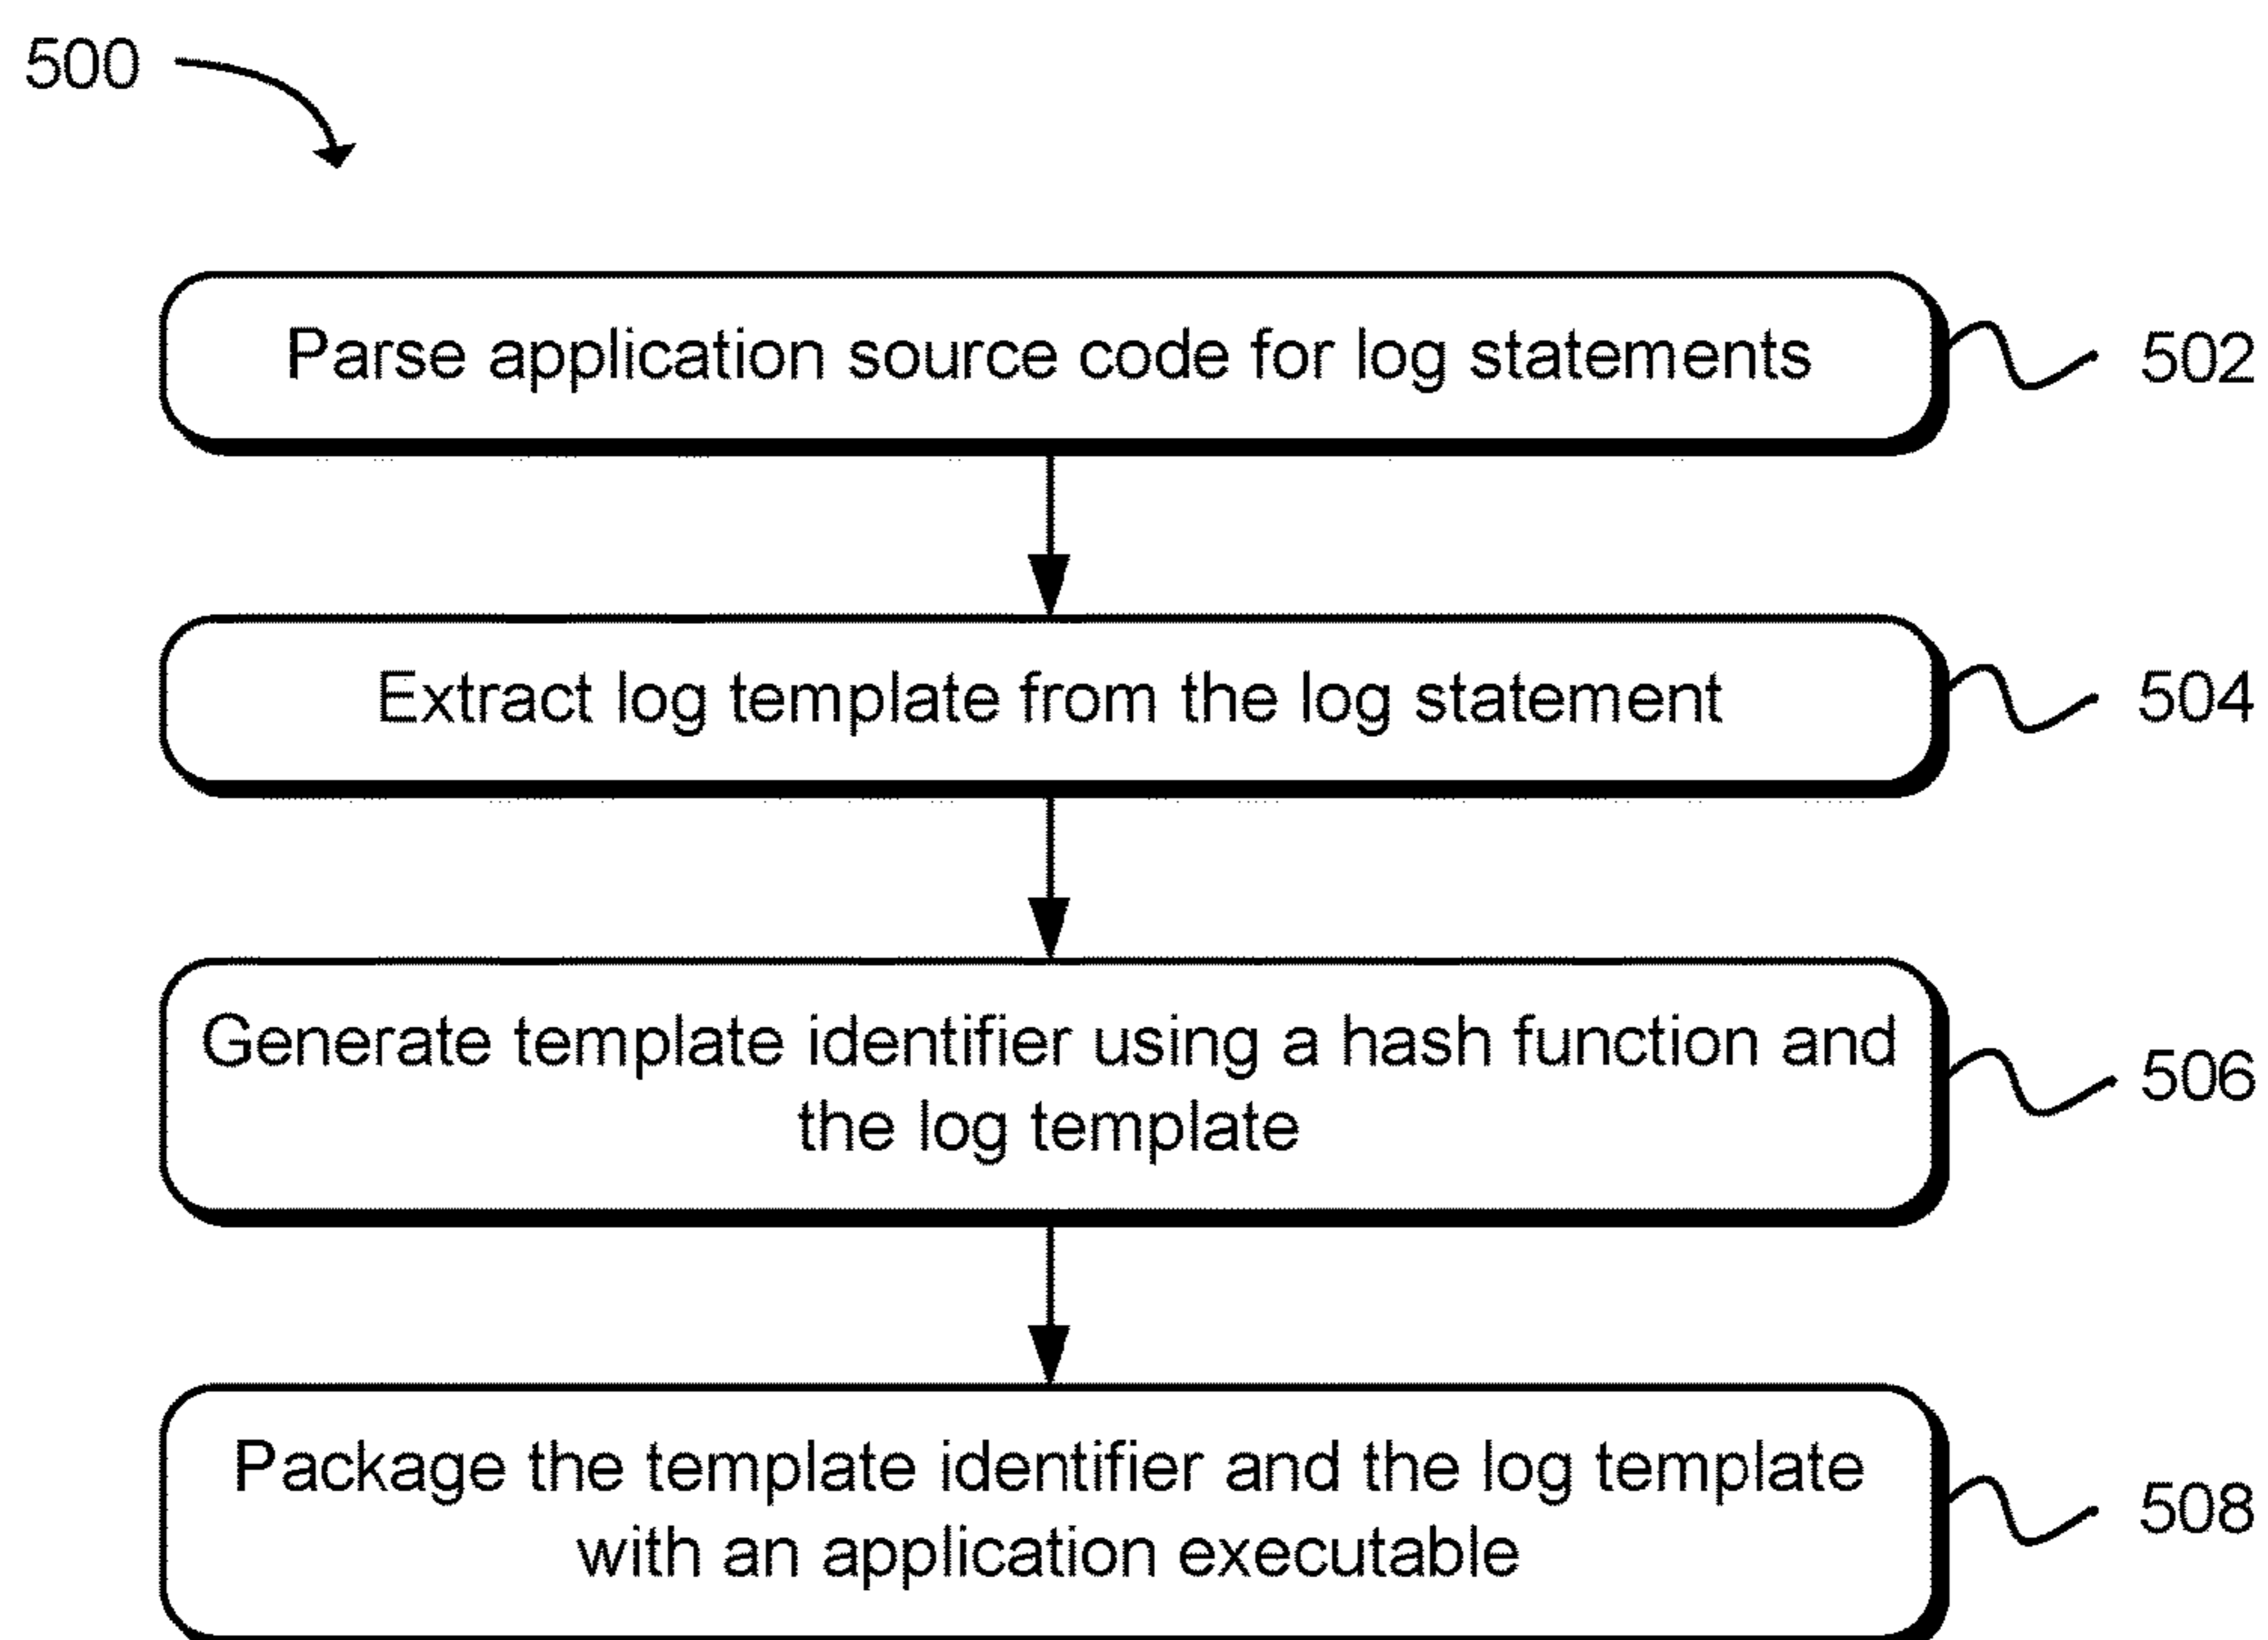 500
Parse application source code for log statements
502
Extract log template from the log statement
504
Generate template identifier using a hash function and
the log template
506
Package the template identifier and the log template
with an application executable
508